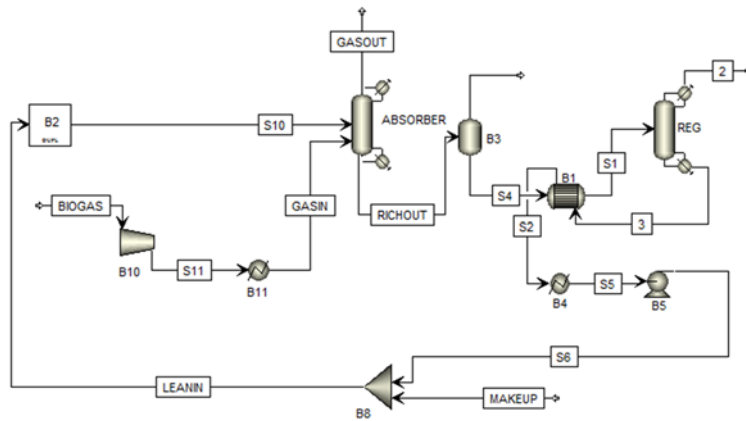 GASOUT
2
B2
ABSORBER
S10
B3
REG
S1
B1
S4
BIOGAS
GASIN
RICHOUT
S2
3
B10
S11
B11
B4
S5
B5
S6
LEANIN
MAKEUP
B8